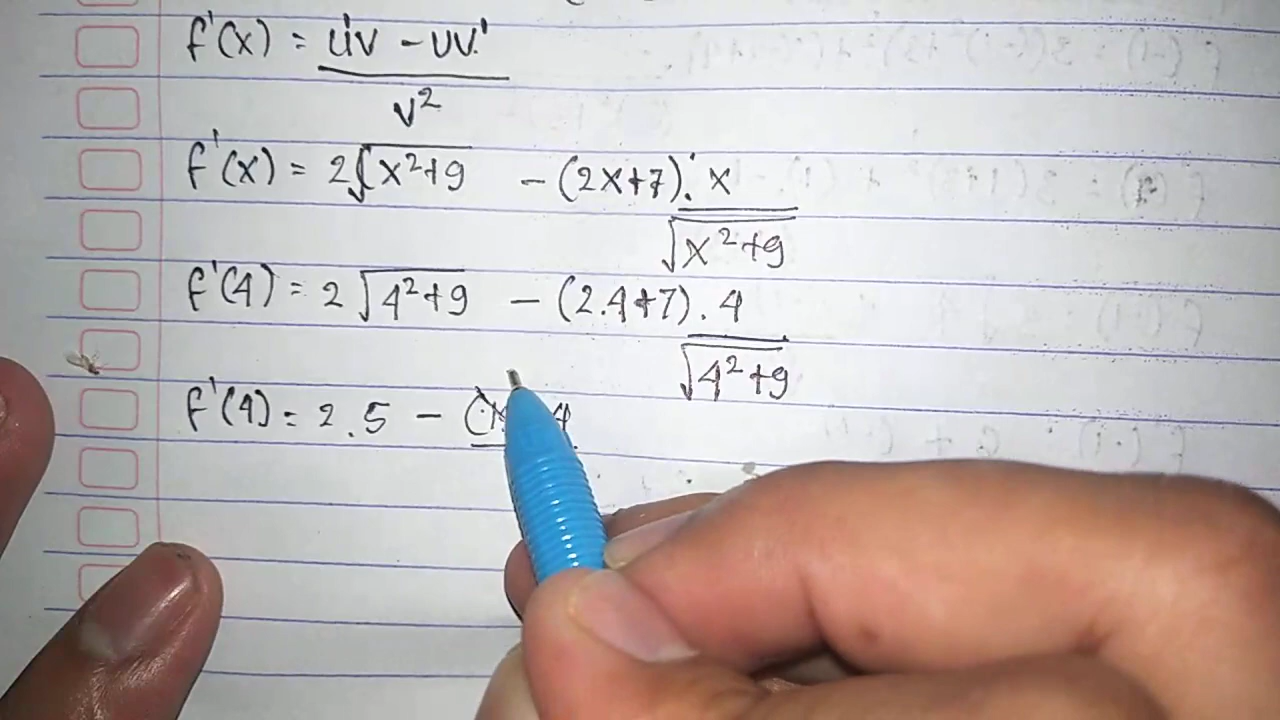 f'(x) = u'v - uv'
v²
f'(x) = 2√x²+9 - (2x+7). x
√x²+9
f'(4) = 2√4²+9 - (2.4+7). 4
√4²+9
f'(4) = 2.5 - ( 4